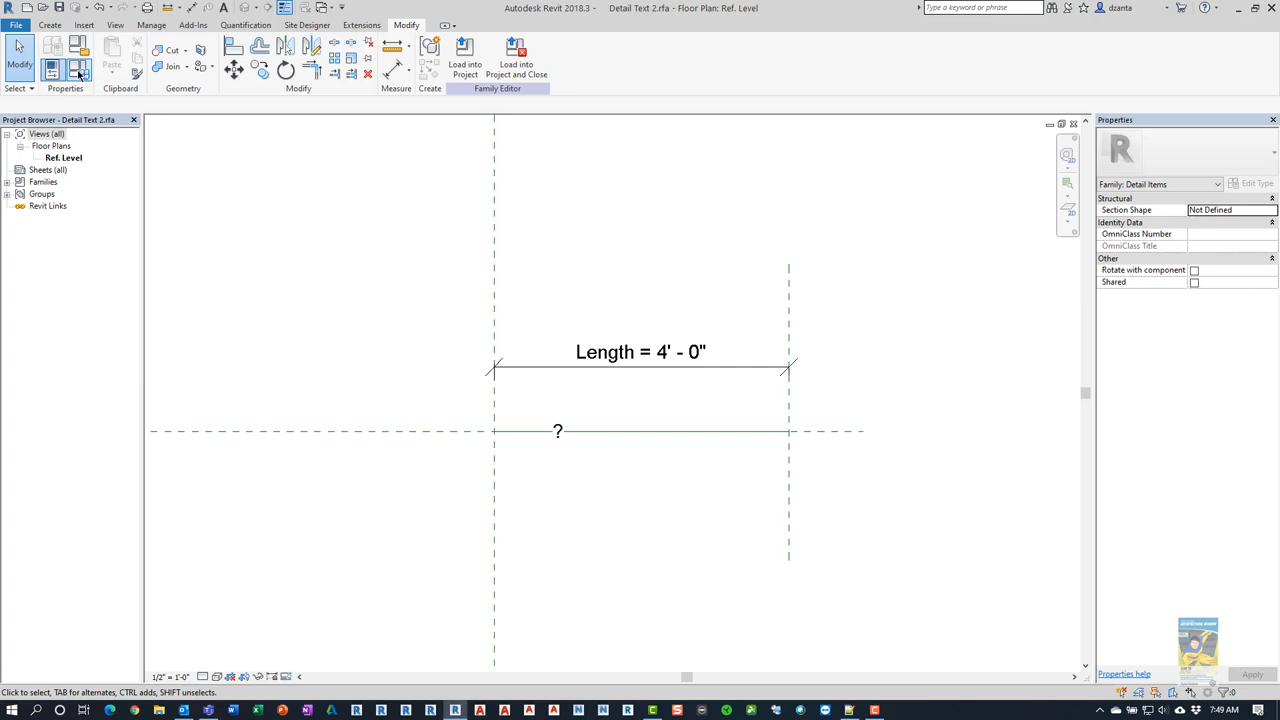 Autodesk Revit 2018.3 - Detail Text 2.rfa - Floor Plan: Ref. Level
Type a keyword or phrase
dzanta
File
Create
Insert
View
Manage
Add-Ins
Quantification
Site Designer
Extensions
Modify
Modify
Paste
Cut
Join
Load into
Project
Load into
Project and Close
Select
Properties
Clipboard
Geometry
Modify
Measure
Create
Family Editor
Project Browser - Detail Text 2.rfa
Views (all)
Floor Plans
Ref. Level
Sheets (all)
Families
Groups
Revit Links
Length = 4' - 0"
?
2D
2D
Properties
R
Family: Detail Items
Edit Type
Structural
Section Shape
Not Defined
Identity Data
OmniClass Number
OmniClass Title
Other
Rotate with component
Shared
Properties help
Apply
1/2" = 1'-0"
Click to select, TAB for alternates, CTRL adds, SHIFT unselects.
:0
7:49 AM